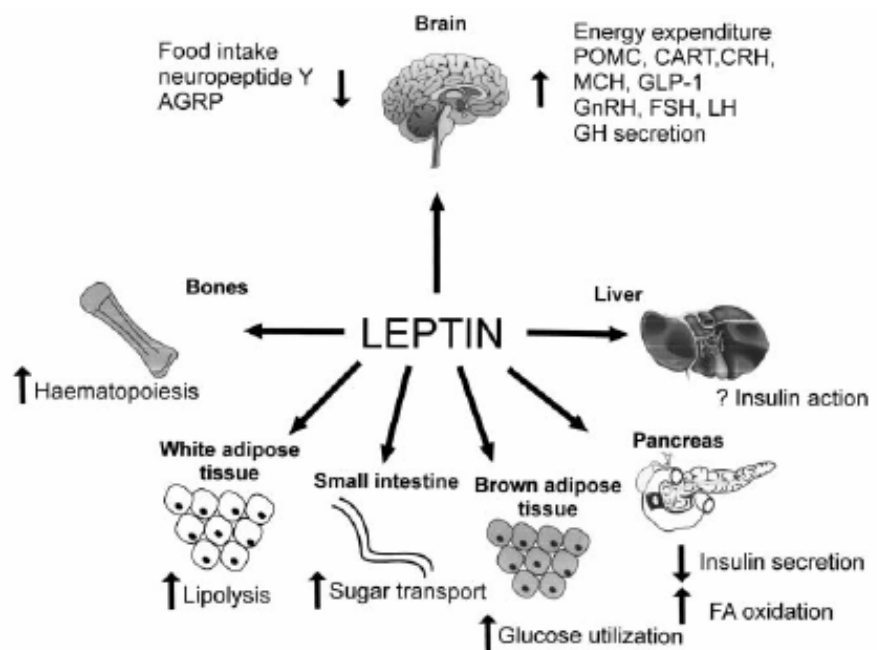 Brain
Food intake
neuropeptide Y
AGRP
Energy expenditure
POMC, CART,CRH,
MCH, GLP-1
GnRH, FSH, LH
GH secretion
Bones
Haematopoiesis
LEPTIN
Liver
? Insulin action
White adipose
tissue
Lipolysis
Small intestine
Sugar transport
Brown adipose
tissue
Glucose utilization
Pancreas
Insulin secretion
FA oxidation